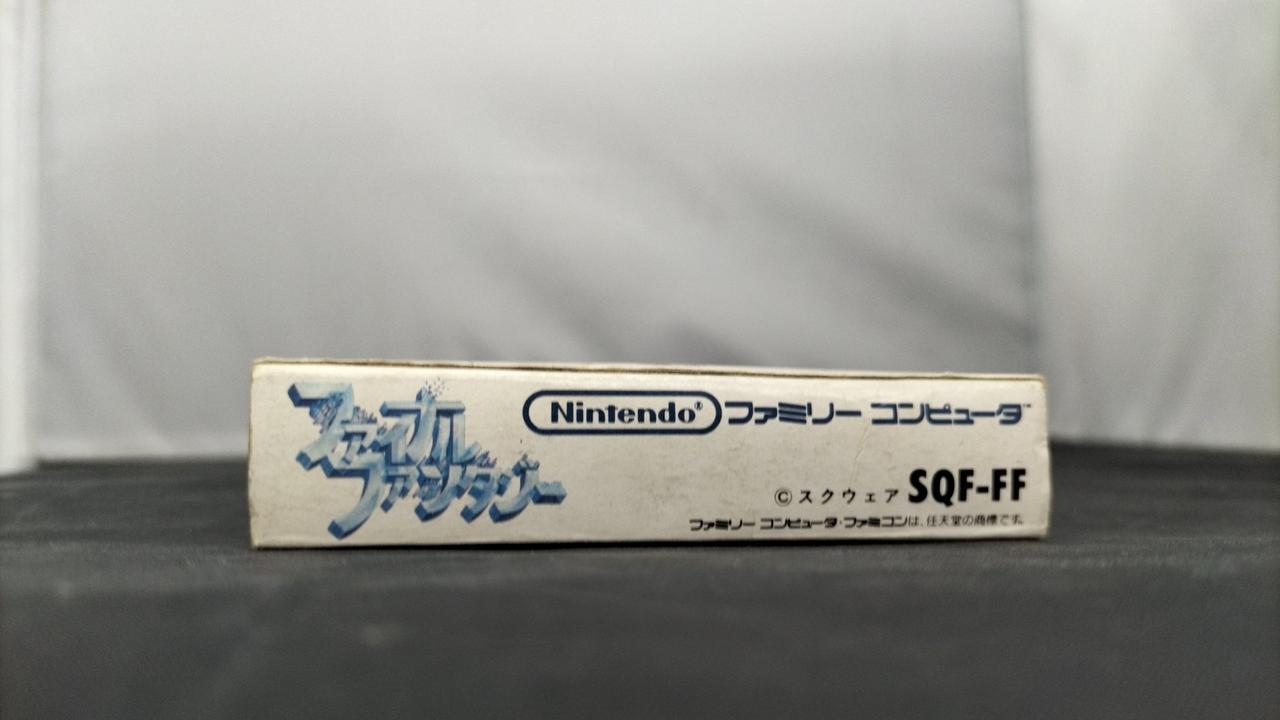 ファイナル
ファンタジー
Nintendo® ファミリー コンピュータ™
©スクウェア SQF-FF
ファミリー コンピュータ・ファミコンは、任天堂の商標です。